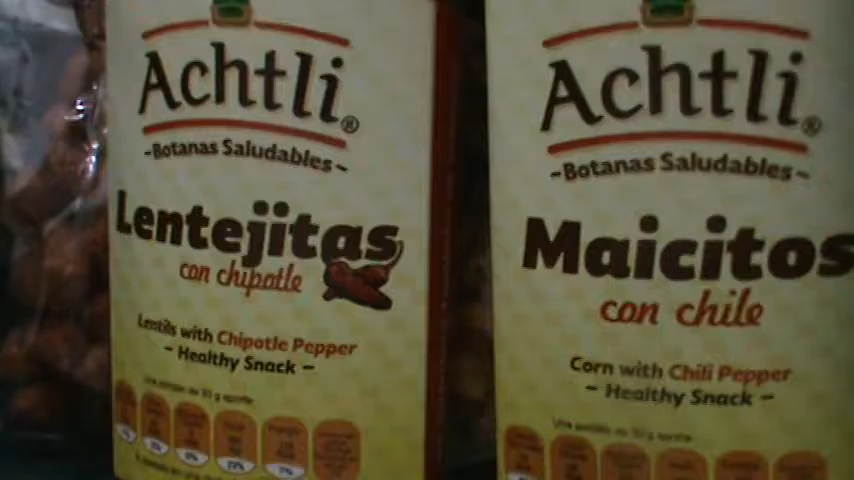 Achtli®
~Botanas Saludables~
Lentejitas
con chipotle
Lentils with Chipotle Pepper
~ Healthy Snack ~
Achtli®
~Botanas Saludables~
Maicitos
con chile
Corn with Chili Pepper
~ Healthy Snack ~